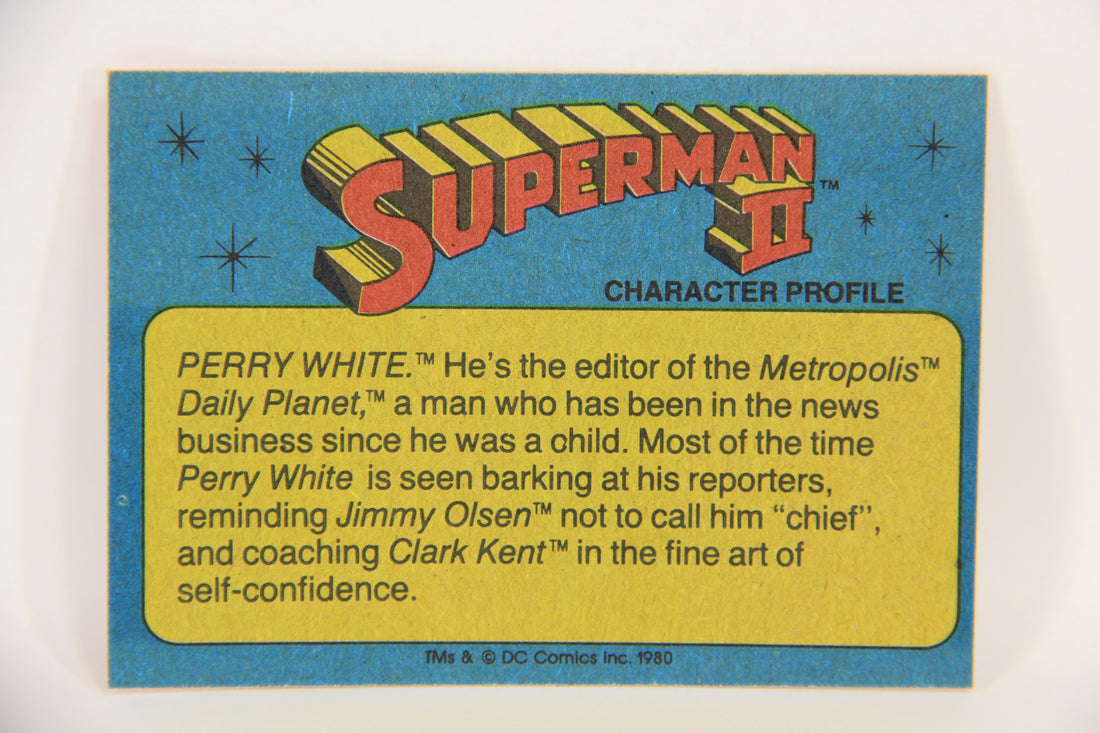 SUPERMAN
II™
CHARACTER PROFILE
PERRY WHITE.™ He's the editor of the Metropolis™
Daily Planet,™ a man who has been in the news
business since he was a child. Most of the time
Perry White is seen barking at his reporters,
reminding Jimmy Olsen™ not to call him "chief",
and coaching Clark Kent™ in the fine art of
self-confidence.
TMs & © DC Comics Inc. 1980